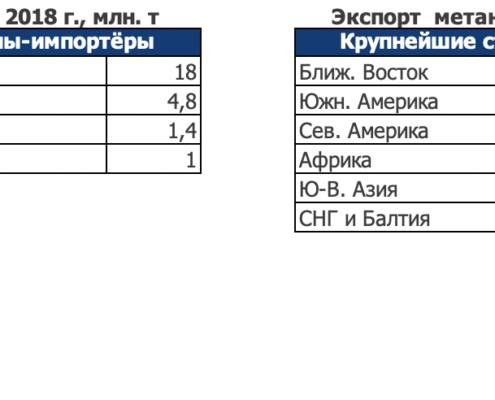 2018 г., млн. т
ны-импортёры
18
4,8
1,4
1
Экспорт метан
Крупнейшие с
Ближ. Восток
Южн. Америка
Сев. Америка
Африка
Ю-В. Азия
СНГ и Балтия